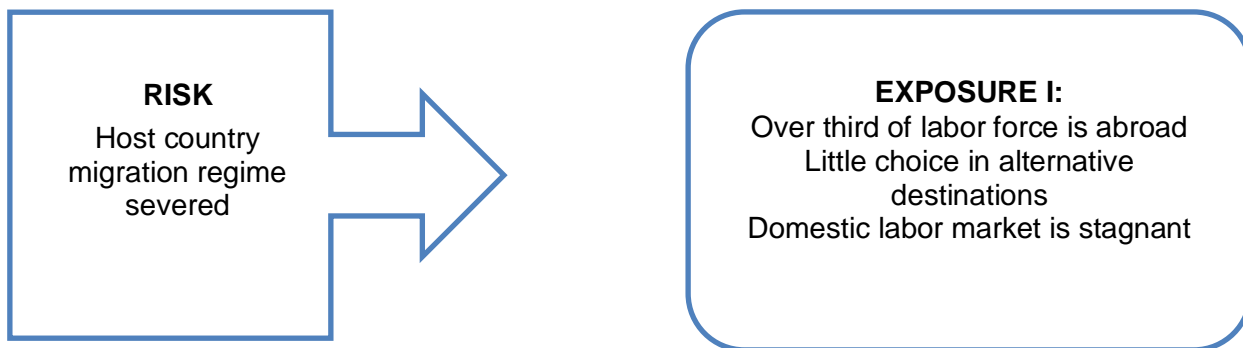 RISK
Host country
migration regime
severed
EXPOSURE I:
Over third of labor force is abroad
Little choice in alternative
destinations
Domestic labor market is stagnant